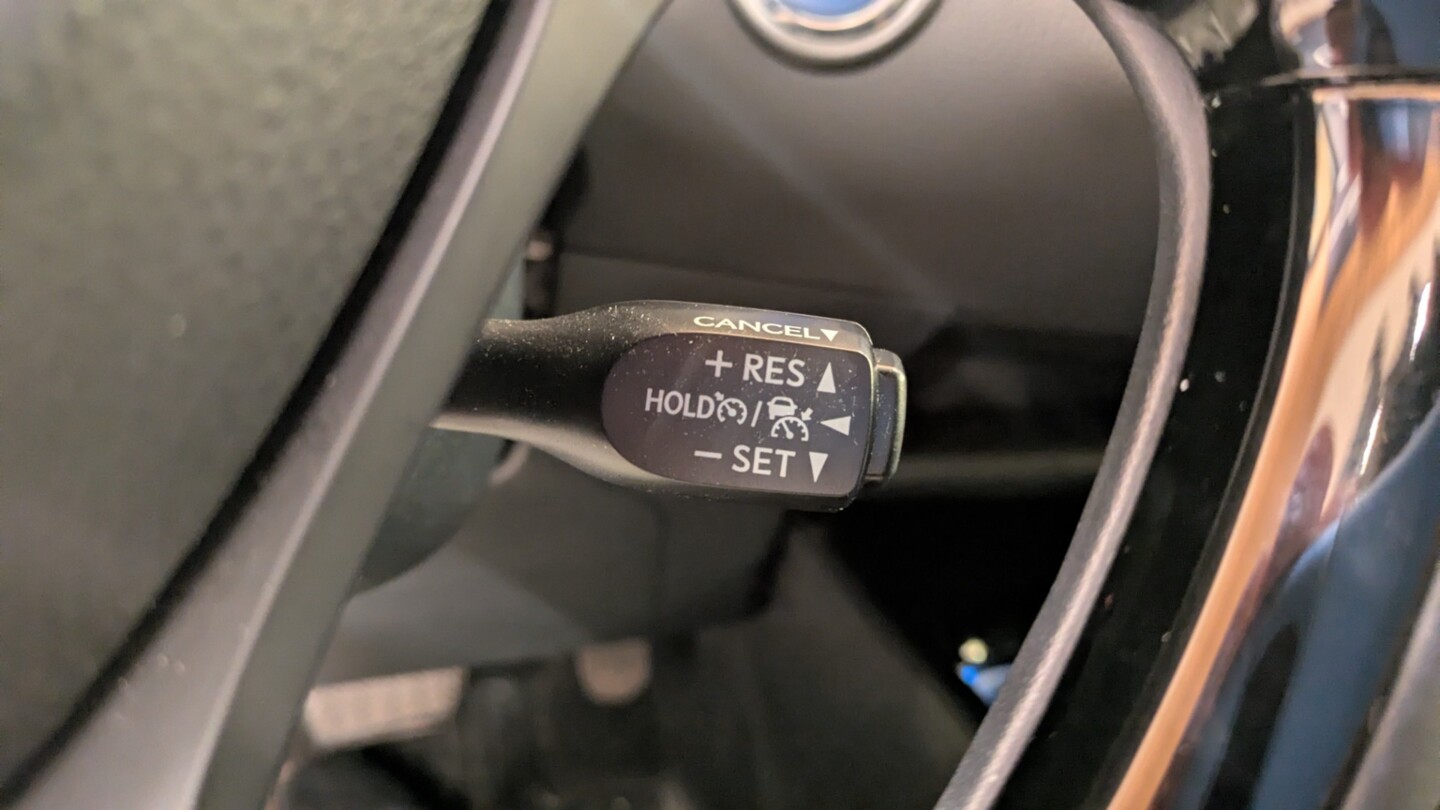 CANCEL▼
+ RES ▲
HOLD / ◀
− SET ▼